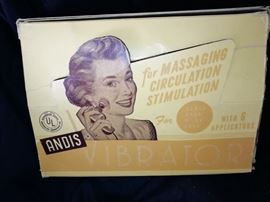 for MASSAGING
CIRCULATION
STIMULATION
For
WITH 6
APPLICATORS
UL
ANDIS
VIBRATOR